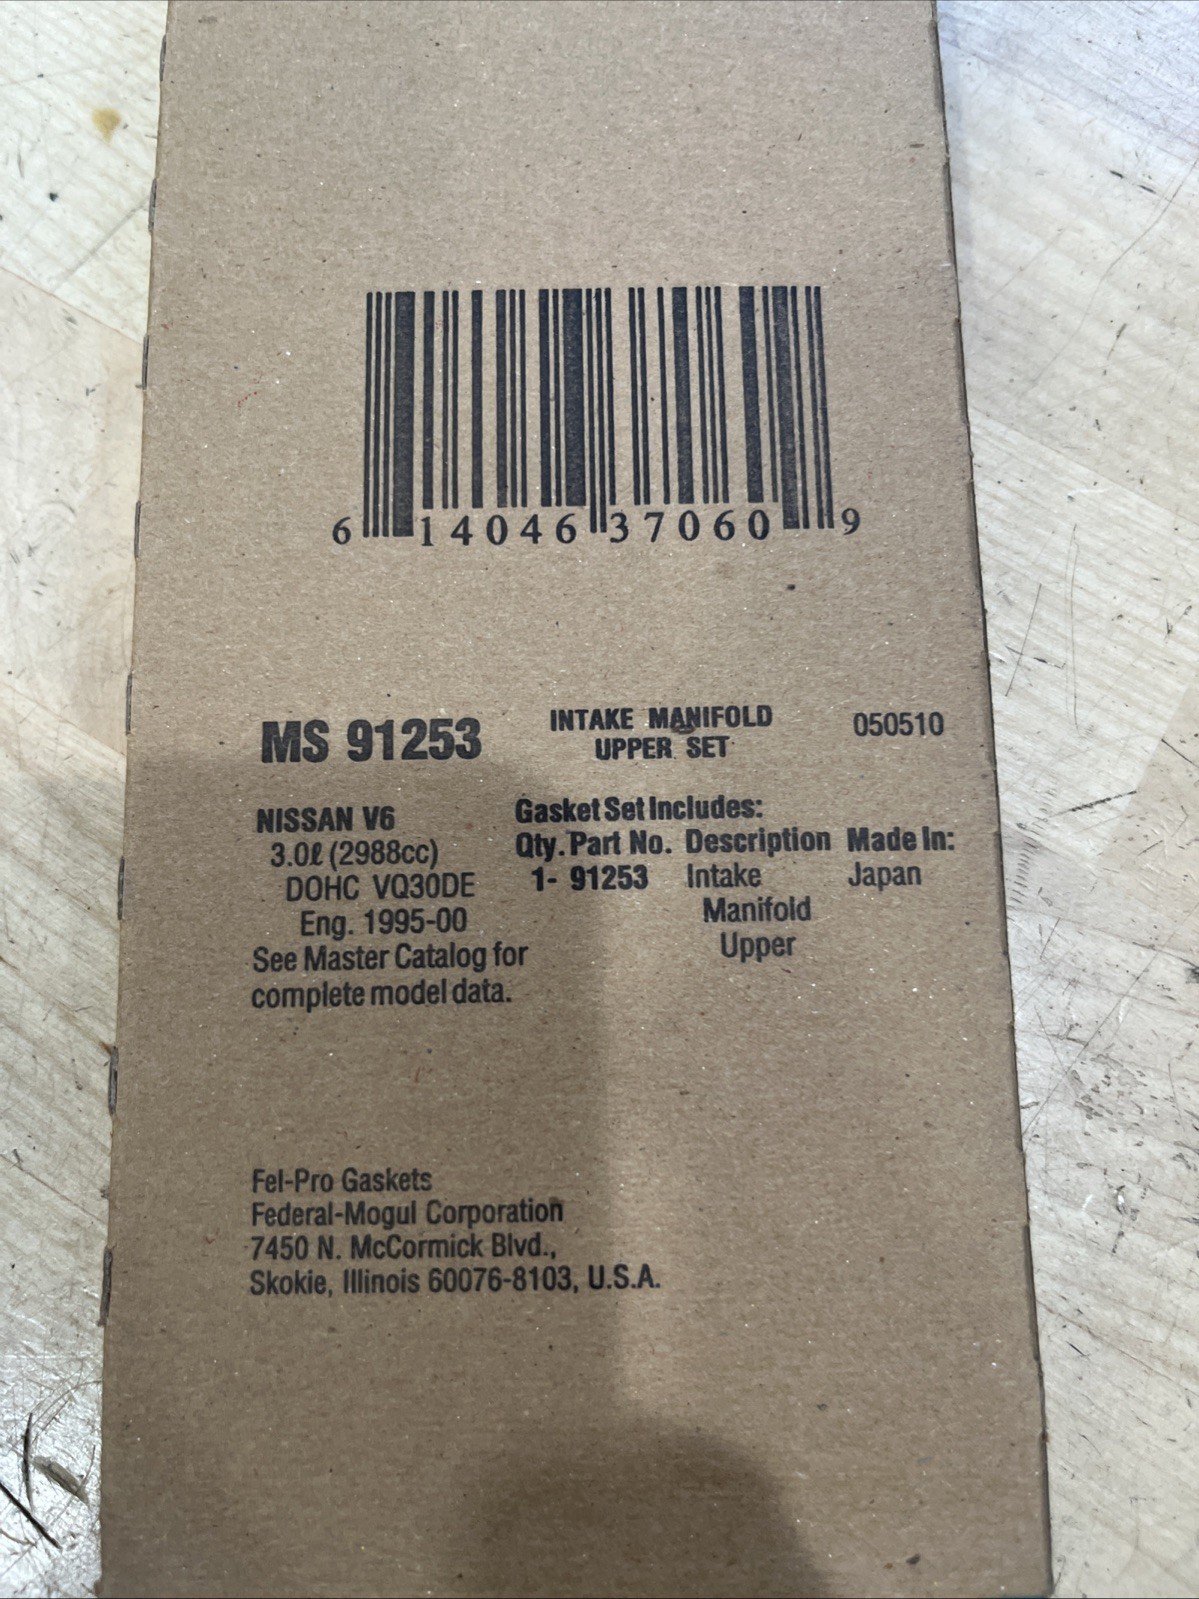 6 14046 37060 9
MS 91253
INTAKE MANIFOLD
UPPER SET
050510
NISSAN V6
3.0ℓ (2988cc)
DOHC VQ30DE
Eng. 1995-00
See Master Catalog for
complete model data.
Gasket Set Includes:
Qty. Part No. Description Made In:
1- 91253 Intake Japan
Manifold
Upper
Fel-Pro Gaskets
Federal-Mogul Corporation
7450 N. McCormick Blvd.,
Skokie, Illinois 60076-8103, U.S.A.